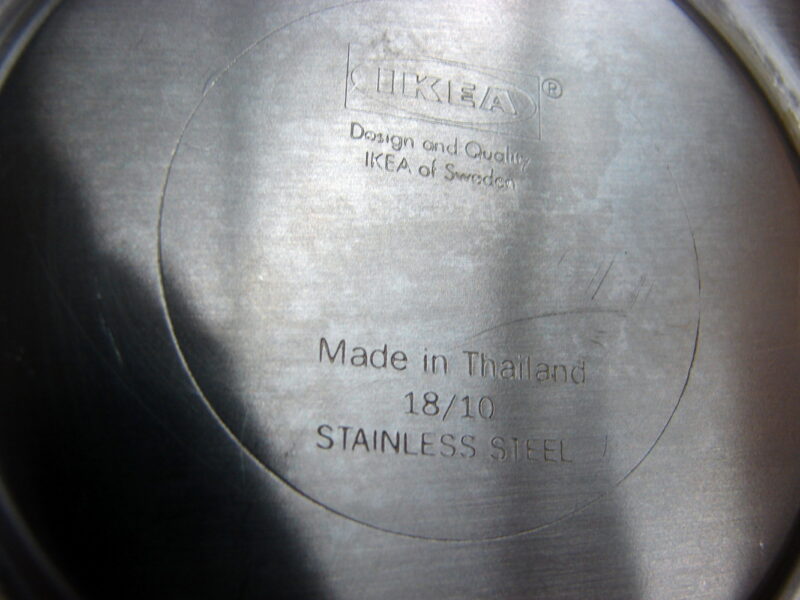 IKEA®
Design and Quality
IKEA of Sweden
Made in Thailand
18/10
STAINLESS STEEL